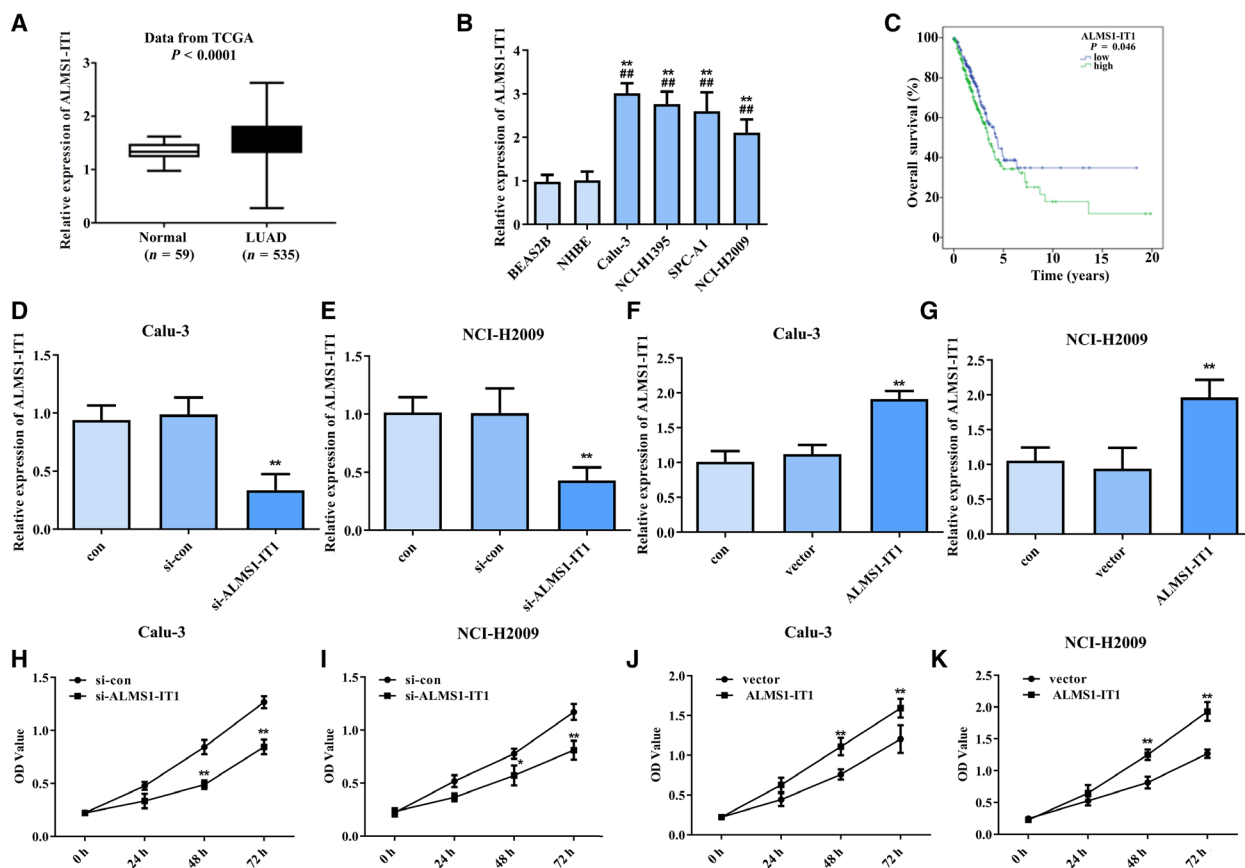 A
Data from TCGA
P < 0.0001
Relative expression of ALMS1-IT1
3
2
1
0
Normal
(n = 59)
LUAD
(n = 535)
B
Relative expression of ALMS1-IT1
4
3
2
1
0
**
##
**
##
**
##
**
##
BEAS2B
NHBE
Calu-3
NCI-H1395
SPC-A1
NCI-H2009
C
ALMS1-IT1
P = 0.046
low
high
Overall survival (%)
100
80
60
40
20
0
0
5
10
15
20
Time (years)
D
Calu-3
Relative expression of ALMS1-IT1
1.5
1.0
0.5
0.0
**
con
si-con
si-ALMS1-IT1
E
NCI-H2009
Relative expression of ALMS1-IT1
1.5
1.0
0.5
0.0
**
con
si-con
si-ALMS1-IT1
F
Calu-3
Relative expression of ALMS1-IT1
2.5
2.0
1.5
1.0
0.5
0.0
**
con
vector
ALMS1-IT1
G
NCI-H2009
Relative expression of ALMS1-IT1
2.5
2.0
1.5
1.0
0.5
0.0
**
con
vector
ALMS1-IT1
H
Calu-3
si-con
si-ALMS1-IT1
OD Value
1.5
1.0
0.5
0.0
**
**
0 h
24 h
48 h
72 h
I
NCI-H2009
si-con
si-ALMS1-IT1
OD Value
1.5
1.0
0.5
0.0
*
**
0 h
24 h
48 h
72 h
J
Calu-3
vector
ALMS1-IT1
OD Value
2.0
1.5
1.0
0.5
0.0
**
**
0 h
24 h
48 h
72 h
K
NCI-H2009
vector
ALMS1-IT1
OD Value
2.5
2.0
1.5
1.0
0.5
0.0
**
**
0 h
24 h
48 h
72 h